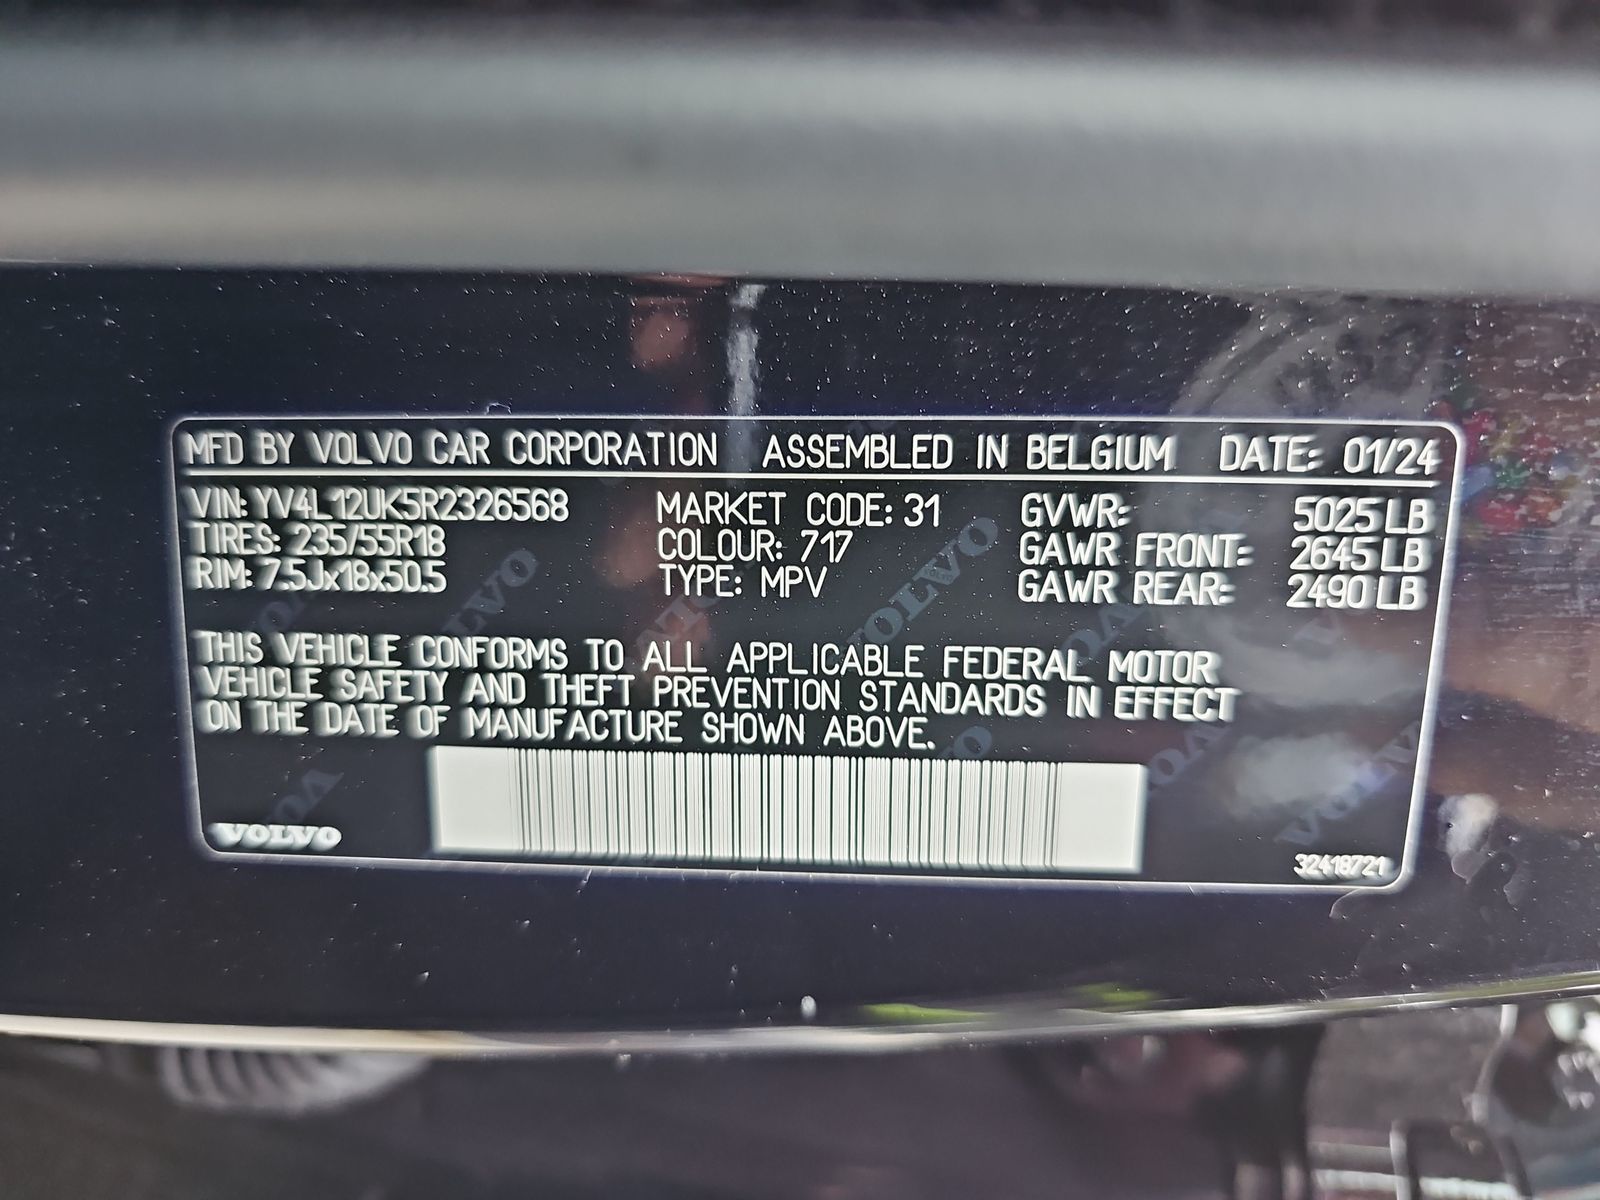 MFD BY VOLVO CAR CORPORATION ASSEMBLED IN BELGIUM DATE: 01/24
VIN: YV4L12UK5R2326568 MARKET CODE: 31 GVWR: 5025 LB
TIRES: 235/55R18 COLOUR: 717 GAWR FRONT: 2645 LB
RIM: 7.5Jx18x50.5 TYPE: MPV GAWR REAR: 2490 LB
THIS VEHICLE CONFORMS TO ALL APPLICABLE FEDERAL MOTOR
VEHICLE SAFETY AND THEFT PREVENTION STANDARDS IN EFFECT
ON THE DATE OF MANUFACTURE SHOWN ABOVE.
VOLVO
32418721